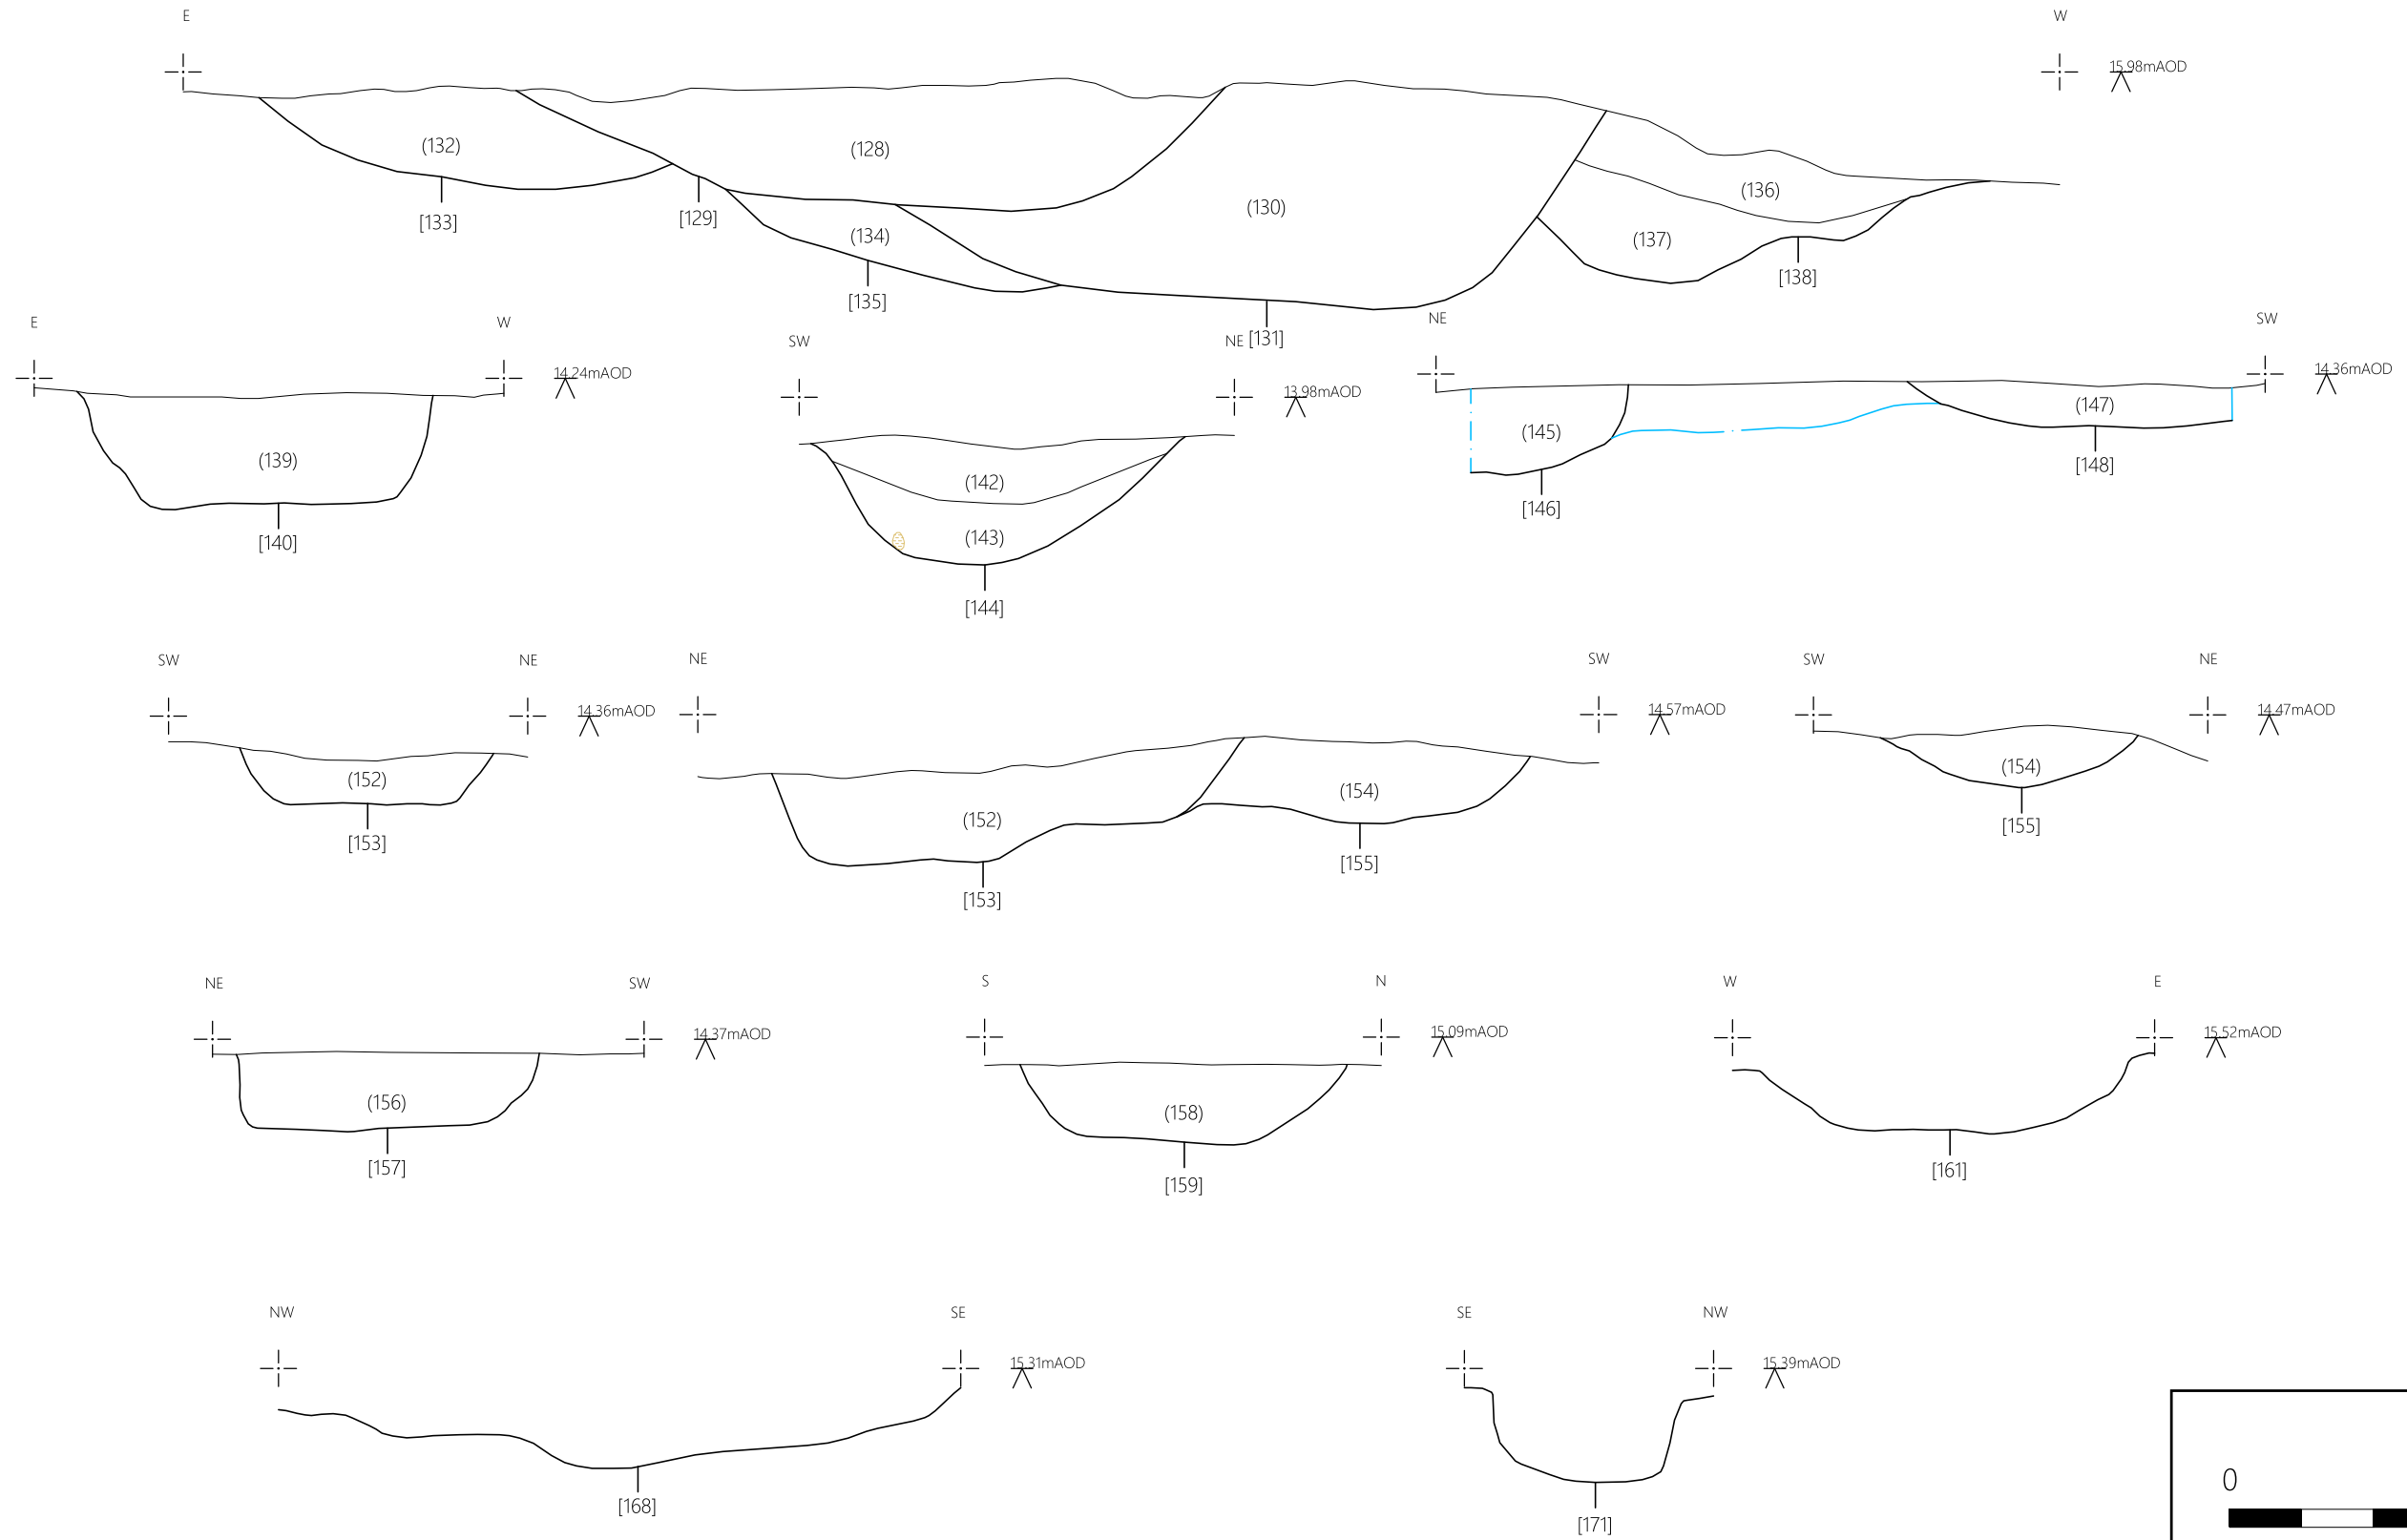 E W
15.98mAOD
(132) (128) (130) (136) (137)
(134)
[133] [129] [135] [131] [138]
E W
14.24mAOD
(139)
[140]
SW NE
13.98mAOD
(142)
(143)
[144]
NE SW
14.36mAOD
(145) (147)
[146] [148]
SW NE
14.36mAOD
(152)
[153]
NE SW
14.57mAOD
(152) (154)
[153] [155]
SW NE
14.47mAOD
(154)
[155]
NE SW
14.37mAOD
(156)
[157]
S N
15.09mAOD
(158)
[159]
W E
15.52mAOD
[161]
NW SE
15.31mAOD
[168]
SE NW
15.39mAOD
[171]
0